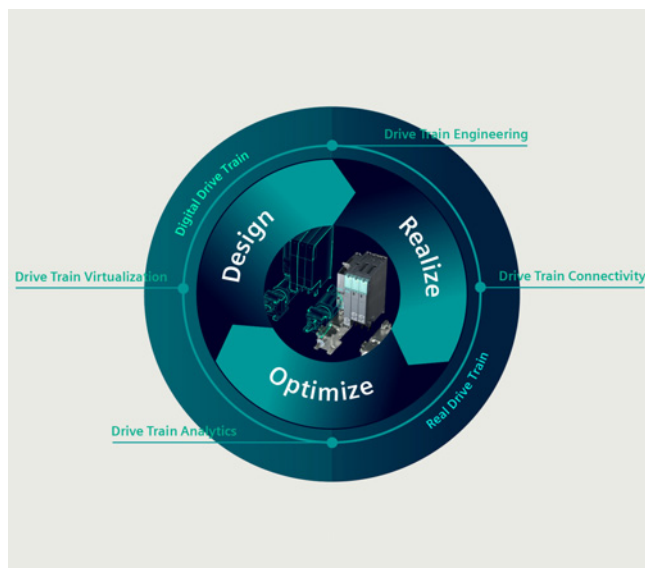 Drive Train Engineering
Digital Drive Train
Design
Realize
Drive Train Virtualization
Drive Train Connectivity
Optimize
Real Drive Train
Drive Train Analytics